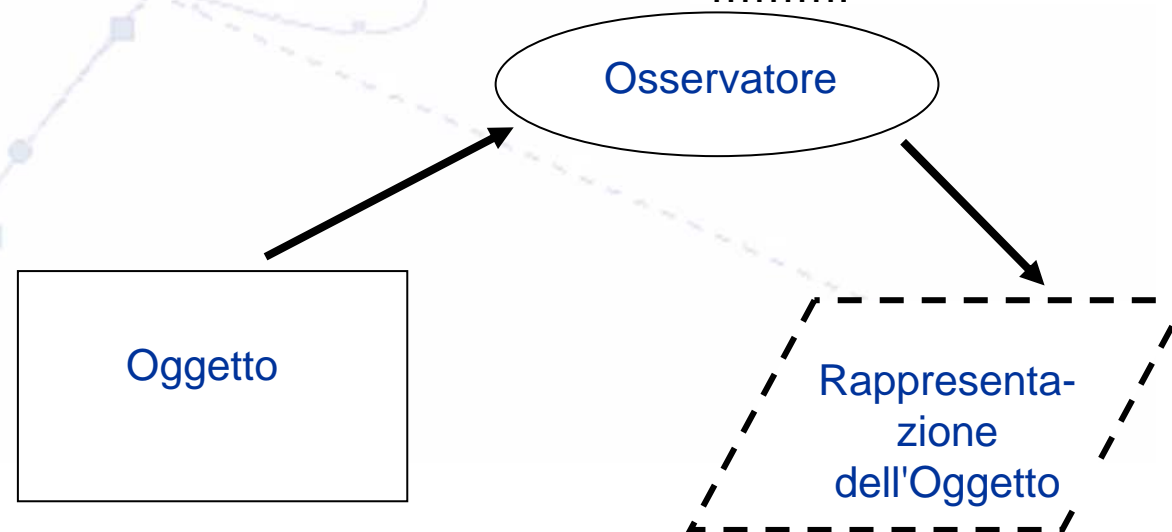 Osservatore
Oggetto
Rappresenta-
zione
dell'Oggetto